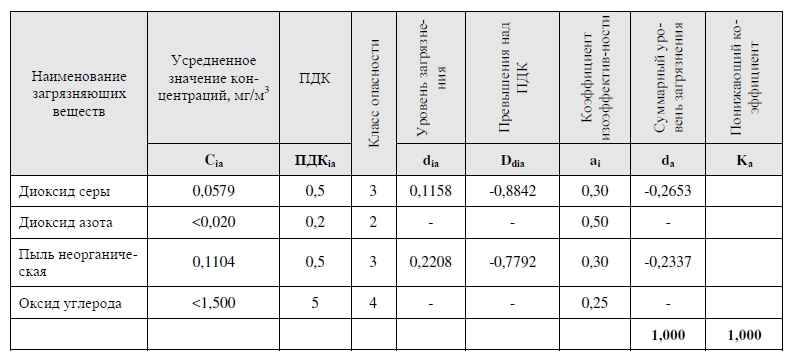 Наименование загрязняющих веществ
Усредненное значение кон-центраций, мг/м³
ПДК
Класс опасности
Уровень загрязне-ния
Превышения над ПДК
Коэффициент изоэффектив-ности
Суммарный уро-вень загрязнения
Понижающий ко-эффициент
Cia ПДКia dia Ddia ai da Ka
Диоксид серы 0,0579 0,5 3 0,1158 -0,8842 0,30 -0,2653
Диоксид азота <0,020 0,2 2 - - 0,50 -
Пыль неорганиче-
ская 0,1104 0,5 3 0,2208 -0,7792 0,30 -0,2337
Оксид углерода <1,500 5 4 - - 0,25 -
1,000 1,000